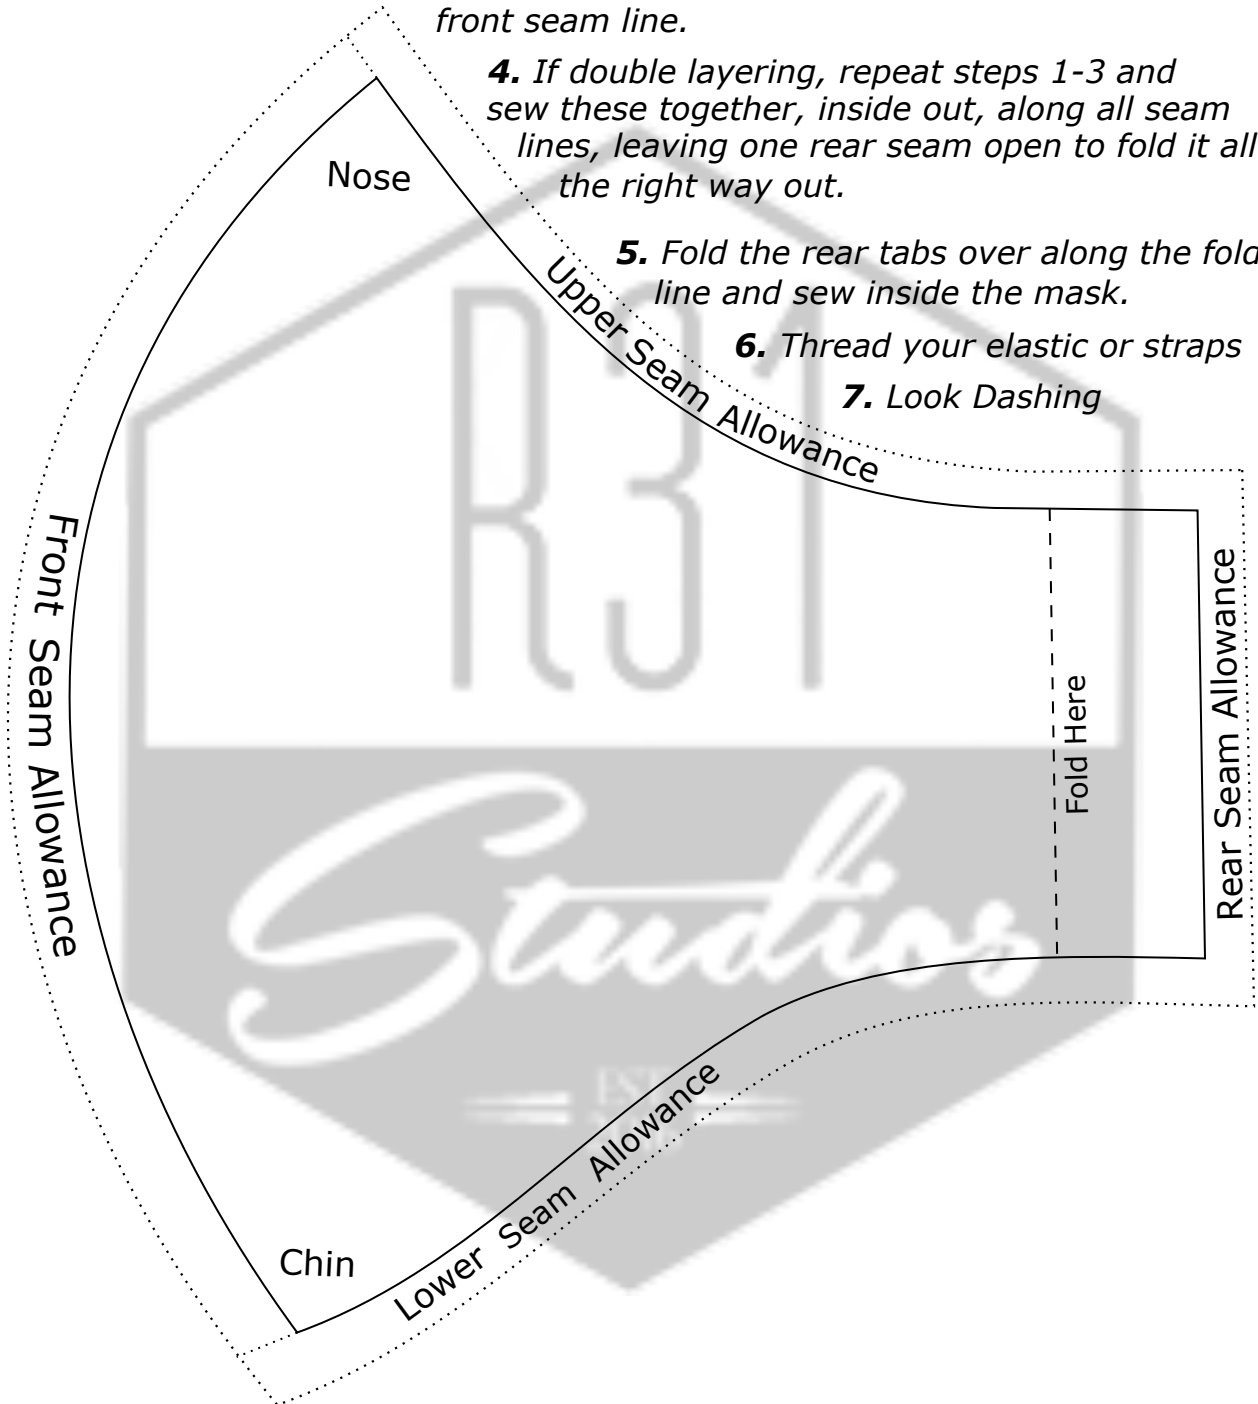 front seam line.
4. If double layering, repeat steps 1-3 and
sew these together, inside out, along all seam
lines, leaving one rear seam open to fold it all
the right way out.
5. Fold the rear tabs over along the fold
line and sew inside the mask.
6. Thread your elastic or straps
7. Look Dashing
Nose
Upper Seam Allowance
Front Seam Allowance
Fold Here
Rear Seam Allowance
Chin
Lower Seam Allowance
R31
Studios
EST